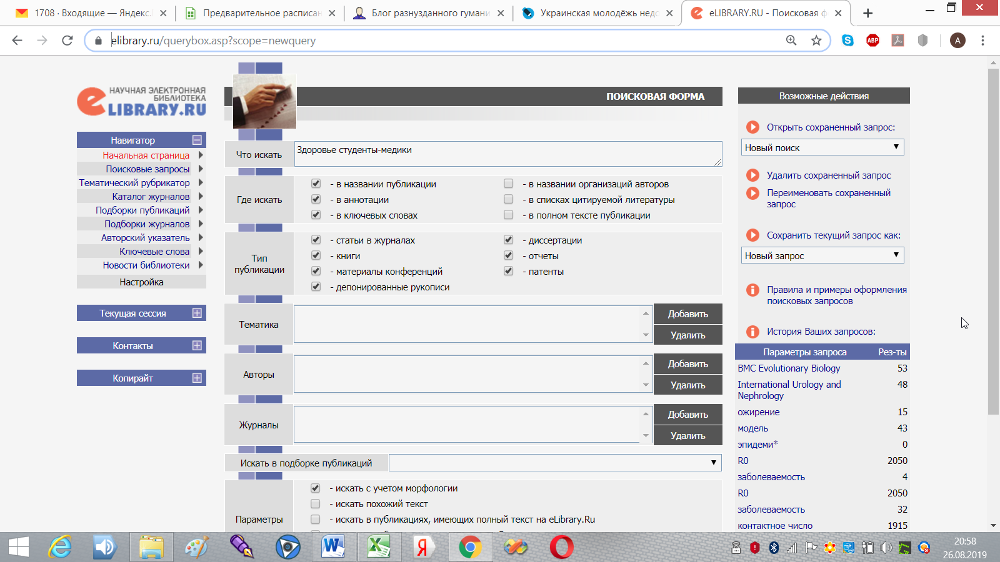 1708 · Входящие — Яндекс.
Предварительное расписан
Блог разнузданного гумани
Украинская молодёжь недо
eLIBRARY.RU - Поисковая ф
elibrary.ru/querybox.asp?scope=newquery
ABP
A
НАУЧНАЯ ЭЛЕКТРОННАЯ
БИБЛИОТЕКА
eLIBRARY.RU
Навигатор
Начальная страница
Поисковые запросы
Тематический рубрикатор
Каталог журналов
Подборки публикаций
Подборки журналов
Авторский указатель
Ключевые слова
Новости библиотеки
Настройка
Текущая сессия
Контакты
Копирайт
ПОИСКОВАЯ ФОРМА
Что искать
Здоровье студенты-медики
Где искать
- в названии публикации
- в аннотации
- в ключевых словах
- в названии организаций авторов
- в списках цитируемой литературы
- в полном тексте публикации
Тип
публикации
- статьи в журналах
- книги
- материалы конференций
- депонированные рукописи
- диссертации
- отчеты
- патенты
Тематика
Добавить
Удалить
Авторы
Добавить
Удалить
Журналы
Добавить
Удалить
Искать в подборке публикаций
Параметры
- искать с учетом морфологии
- искать похожий текст
- искать в публикациях, имеющих полный текст на eLibrary.Ru
Возможные действия
Открыть сохраненный запрос:
Новый поиск
Удалить сохраненный запрос
Переименовать сохраненный
запрос
Сохранить текущий запрос как:
Новый запрос
Правила и примеры оформления
поисковых запросов
История Ваших запросов:
Параметры запроса Рез-ты
BMC Evolutionary Biology 53
International Urology and 48
Nephrology
ожирение 15
модель 43
эпидеми* 0
R0 2050
заболеваемость 4
R0 2050
заболеваемость 32
контактное число 1915
20:58
26.08.2019